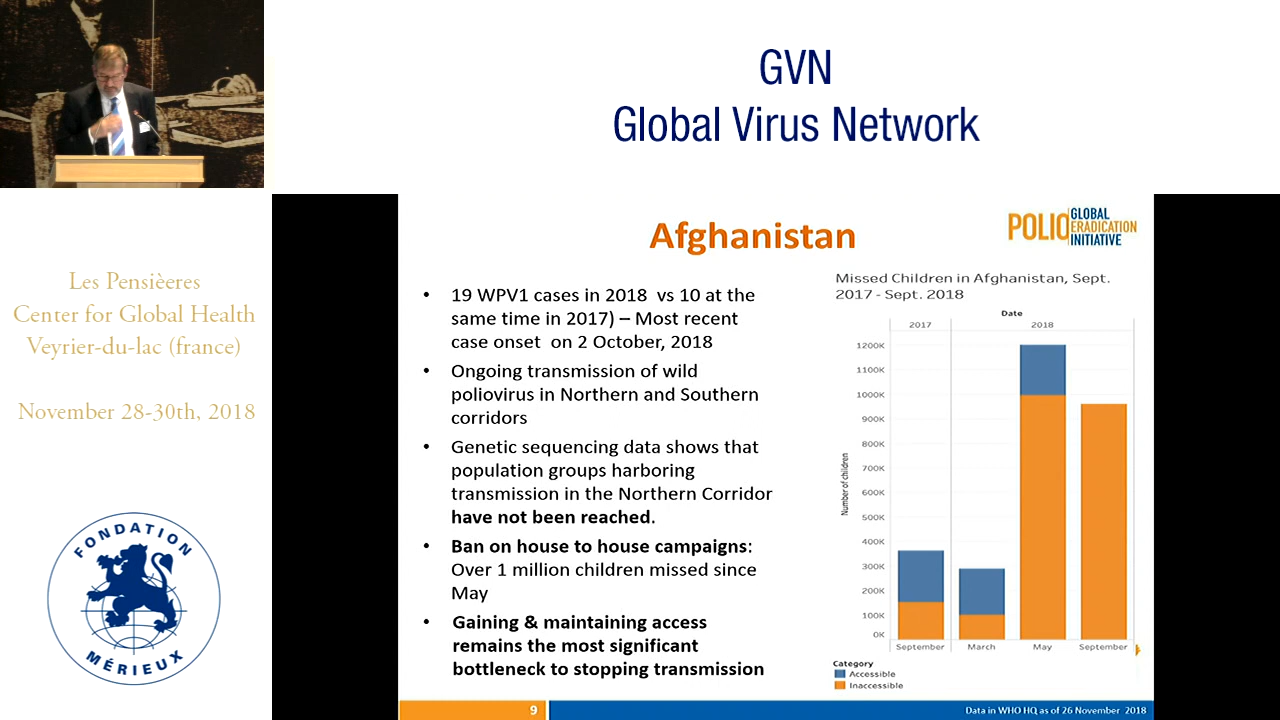 GVN
Global Virus Network
Les Pensièeres
Center for Global Health
Veyrier-du-lac (france)
November 28-30th, 2018
FONDATION
MÉRIEUX
Afghanistan
POLIO GLOBAL
ERADICATION
INITIATIVE
• 19 WPV1 cases in 2018 vs 10 at the
same time in 2017) – Most recent
case onset on 2 October, 2018
• Ongoing transmission of wild
poliovirus in Northern and Southern
corridors
• Genetic sequencing data shows that
population groups harboring
transmission in the Northern Corridor
have not been reached.
• Ban on house to house campaigns:
Over 1 million children missed since
May
• Gaining & maintaining access
remains the most significant
bottleneck to stopping transmission
Missed Children in Afghanistan, Sept.
2017 - Sept. 2018
Date
2017 2018
Number of children
1200K
1100K
1000K
900K
800K
700K
600K
500K
400K
300K
200K
100K
0K
September March May September
Category
Accessible
Inaccessible
9
Data in WHO HQ as of 26 November 2018